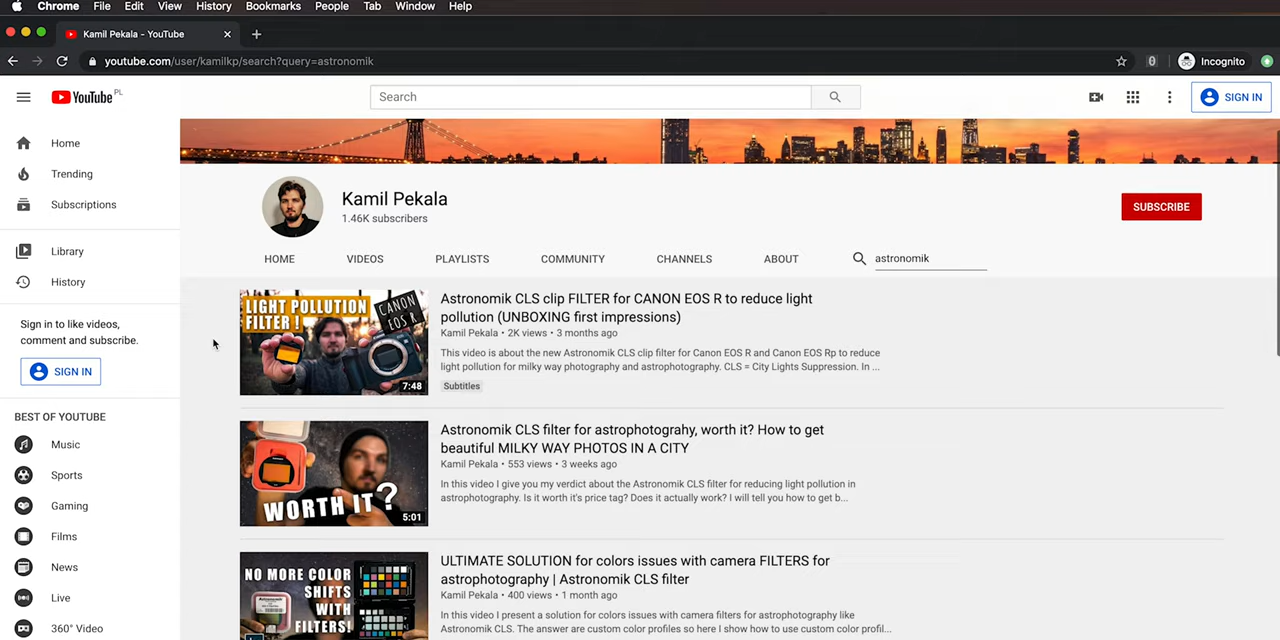 Chrome File Edit View History Bookmarks People Tab Window Help
Kamil Pekala - YouTube
youtube.com/user/kamilkp/search?query=astronomik
Incognito
YouTube PL
Search
SIGN IN
Home
Trending
Subscriptions
Library
History
Sign in to like videos,
comment and subscribe.
SIGN IN
BEST OF YOUTUBE
Music
Sports
Gaming
Films
News
Live
360° Video
Kamil Pekala
1.46K subscribers
SUBSCRIBE
HOME VIDEOS PLAYLISTS COMMUNITY CHANNELS ABOUT astronomik
LIGHT POLLUTION
FILTER !
CANON
EOS R
7:48
Astronomik CLS clip FILTER for CANON EOS R to reduce light
pollution (UNBOXING first impressions)
Kamil Pekala • 2K views • 3 months ago
This video is about the new Astronomik CLS clip filter for Canon EOS R and Canon EOS Rp to reduce
light pollution for milky way photography and astrophotography. CLS = City Lights Suppression. In ...
Subtitles
WORTH IT?
5:01
Astronomik CLS filter for astrophotograhy, worth it? How to get
beautiful MILKY WAY PHOTOS IN A CITY
Kamil Pekala • 553 views • 3 weeks ago
In this video I give you my verdict about the Astronomik CLS filter for reducing light pollution in
astrophotography. Is it worth it's price tag? Does it actually work? I will tell you how to get b...
NO MORE COLOR
SHIFTS
WITH
FILTERS!
ULTIMATE SOLUTION for colors issues with camera FILTERS for
astrophotography | Astronomik CLS filter
Kamil Pekala • 400 views • 1 month ago
In this video I present a solution for colors issues with camera filters for astrophotography like
Astronomik CLS. The answer are custom color profiles so here I show how to use custom color profil...